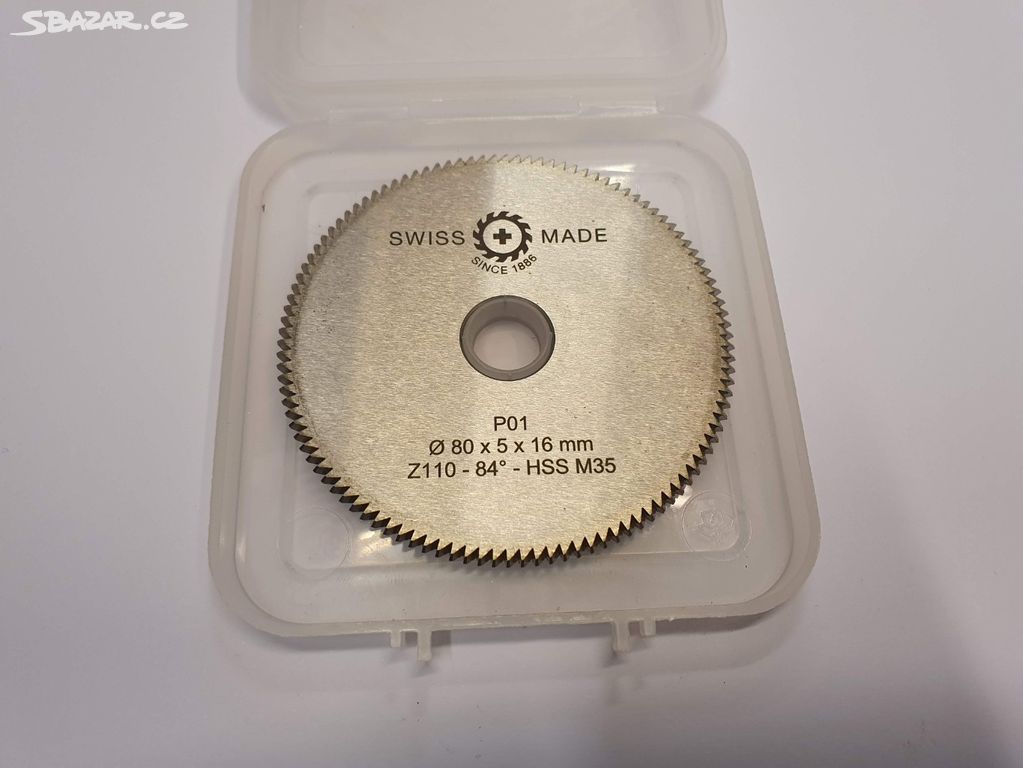 SBAZAR.CZ
SWISS MADE
SINCE 1886
P01
Ø 80 x 5 x 16 mm
Z110 - 84° - HSS M35